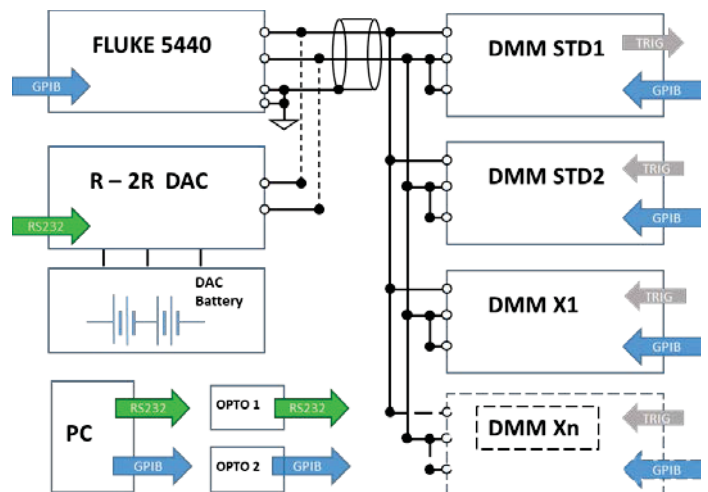 FLUKE 5440
GPIB
R – 2R DAC
RS232
DAC
Battery
PC
RS232
GPIB
OPTO 1
RS232
OPTO 2
GPIB
DMM STD1
TRIG
GPIB
DMM STD2
TRIG
GPIB
DMM X1
TRIG
GPIB
DMM Xn
TRIG
GPIB